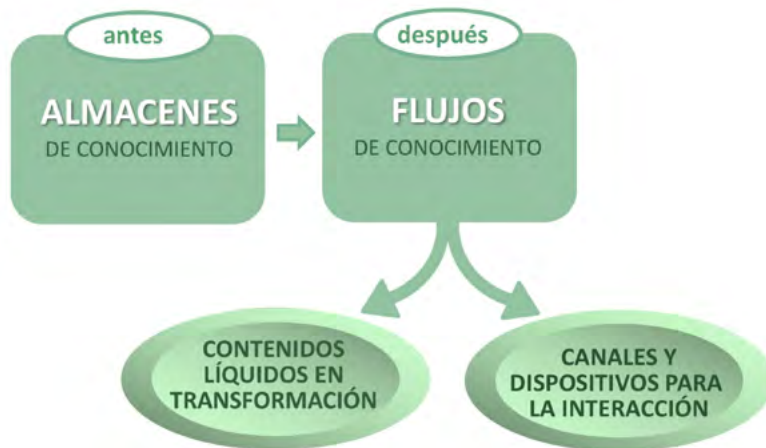 antes
ALMACENES
DE CONOCIMIENTO
después
FLUJOS
DE CONOCIMIENTO
CONTENIDOS
LÍQUIDOS EN
TRANSFORMACIÓN
CANALES Y
DISPOSITIVOS PARA
LA INTERACCIÓN